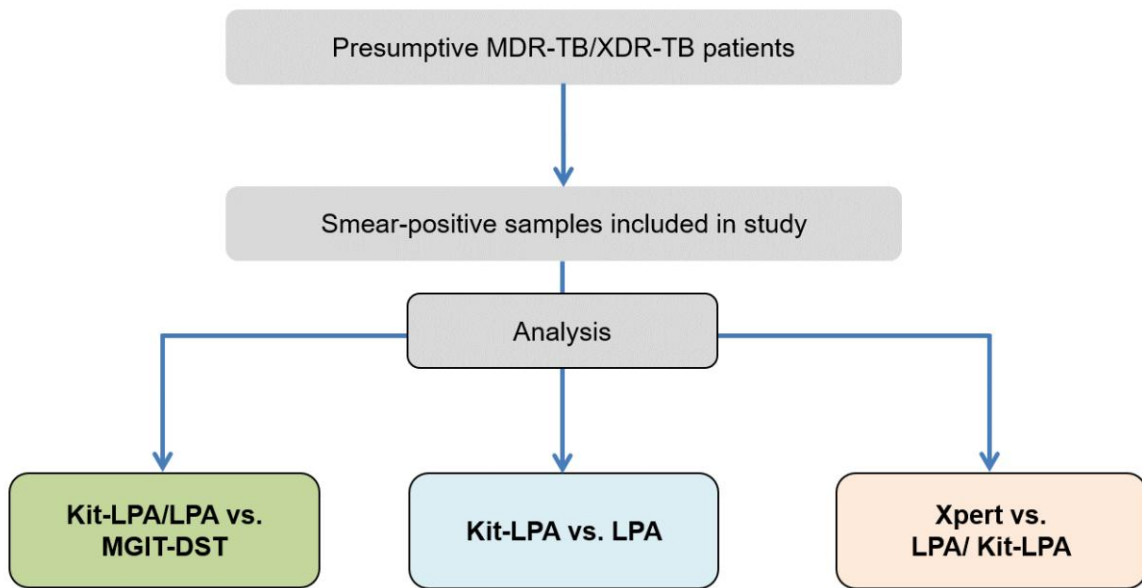 Presumptive MDR-TB/XDR-TB patients
Smear-positive samples included in study
Analysis
Kit-LPA/LPA vs.
MGIT-DST
Kit-LPA vs. LPA
Xpert vs.
LPA/ Kit-LPA